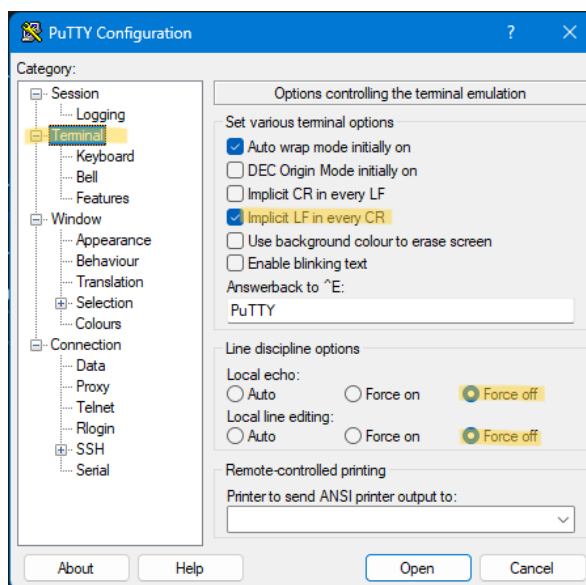 PuTTY Configuration
Category:
Session
Logging
Terminal
Keyboard
Bell
Features
Window
Appearance
Behaviour
Translation
Selection
Colours
Connection
Data
Proxy
Telnet
Rlogin
SSH
Serial
Options controlling the terminal emulation
Set various terminal options
Auto wrap mode initially on
DEC Origin Mode initially on
Implicit CR in every LF
Implicit LF in every CR
Use background colour to erase screen
Enable blinking text
Answerback to ^E:
PuTTY
Line discipline options
Local echo:
Auto Force on Force off
Local line editing:
Auto Force on Force off
Remote-controlled printing
Printer to send ANSI printer output to:
About Help Open Cancel